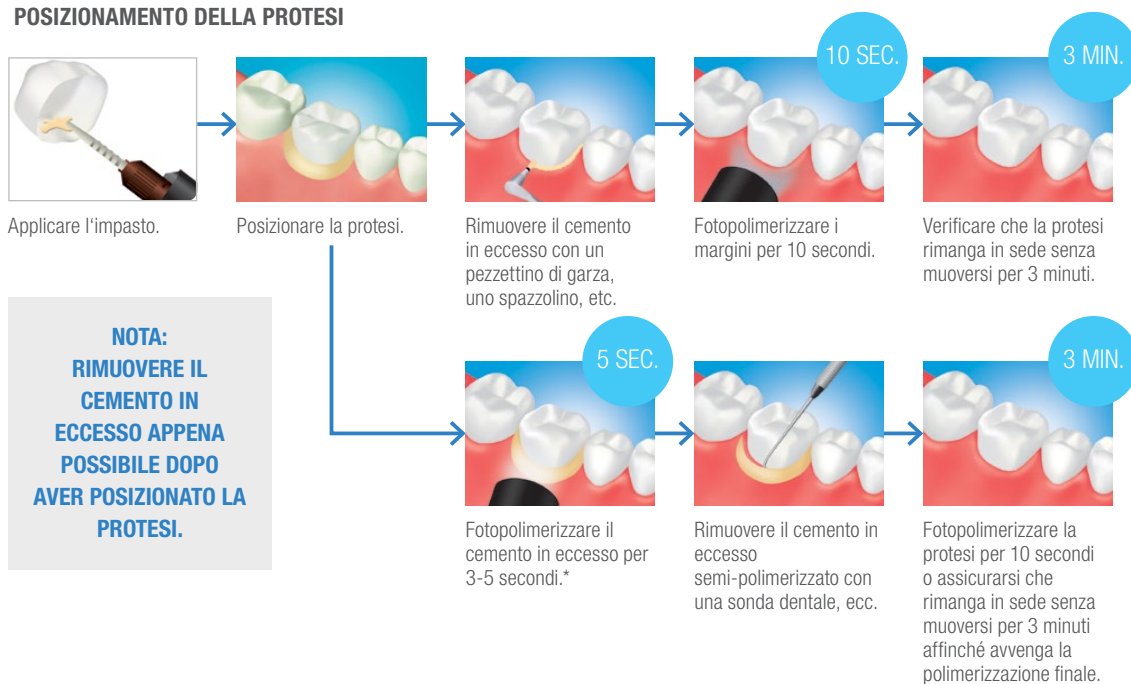 POSIZIONAMENTO DELLA PROTESI
Applicare l'impasto.
Posizionare la protesi.
Rimuovere il cemento
in eccesso con un
pezzettino di garza,
uno spazzolino, etc.
10 SEC.
Fotopolimerizzare i
margini per 10 secondi.
3 MIN.
Verificare che la protesi
rimanga in sede senza
muoversi per 3 minuti.
NOTA:
RIMUOVERE IL
CEMENTO IN
ECCESSO APPENA
POSSIBILE DOPO
AVER POSIZIONATO LA
PROTESI.
5 SEC.
Fotopolimerizzare il
cemento in eccesso per
3-5 secondi.*
Rimuovere il cemento in
eccesso
semi-polimerizzato con
una sonda dentale, ecc.
3 MIN.
Fotopolimerizzare la
protesi per 10 secondi
o assicurarsi che
rimanga in sede senza
muoversi per 3 minuti
affinché avvenga la
polimerizzazione finale.